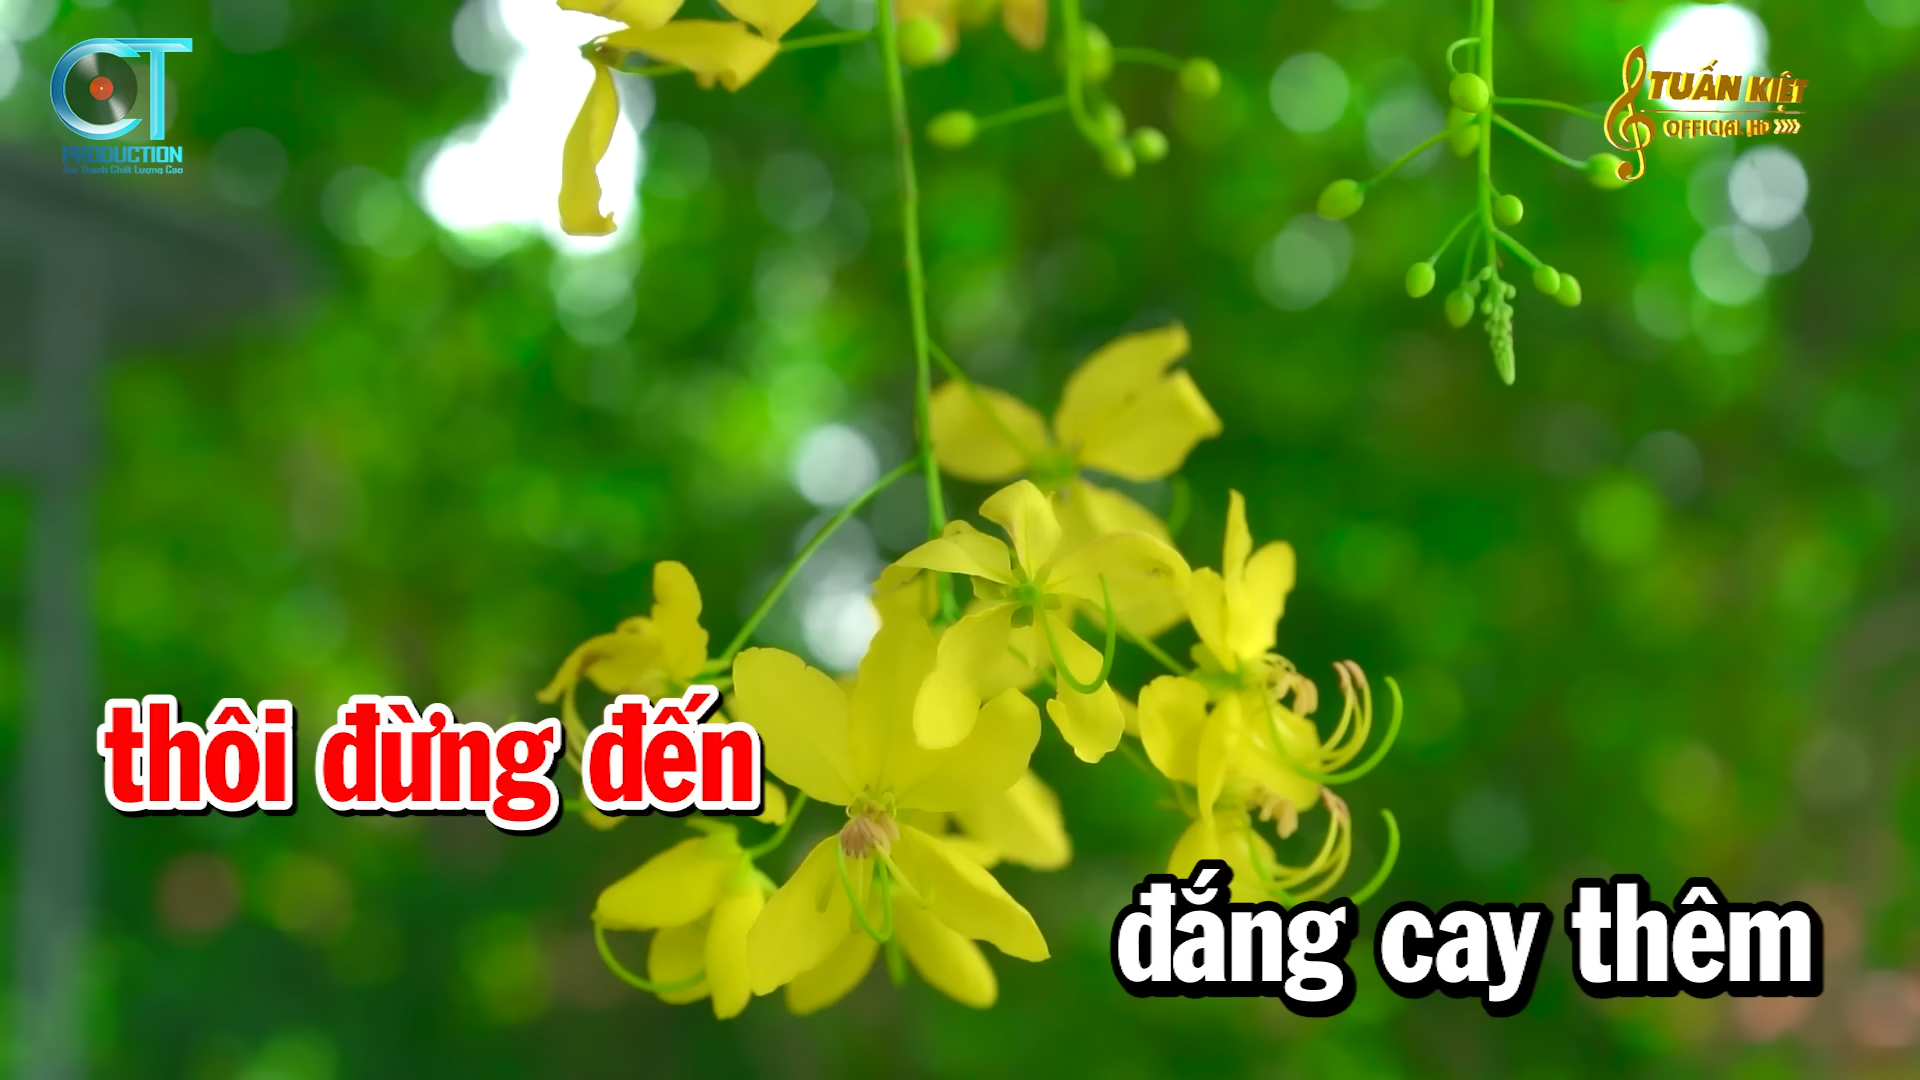 CT
PRODUCTION
TUẤN KIỆT
OFFICIAL HD
thôi đừng đến
đắng cay thêm